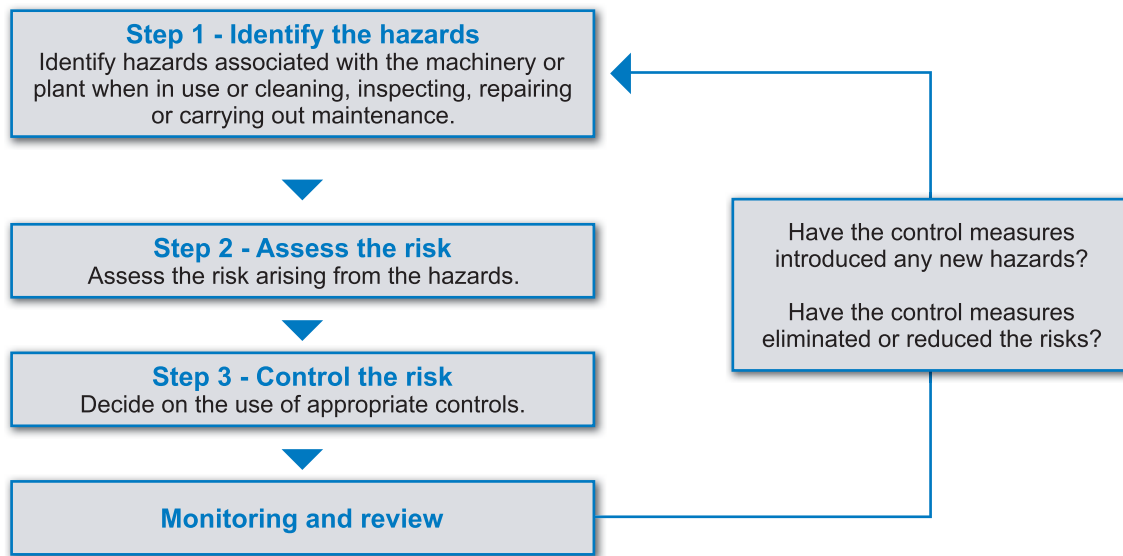 Step 1 - Identify the hazards
Identify hazards associated with the machinery or
plant when in use or cleaning, inspecting, repairing
or carrying out maintenance.
Step 2 - Assess the risk
Assess the risk arising from the hazards.
Step 3 - Control the risk
Decide on the use of appropriate controls.
Monitoring and review
Have the control measures
introduced any new hazards?
Have the control measures
eliminated or reduced the risks?